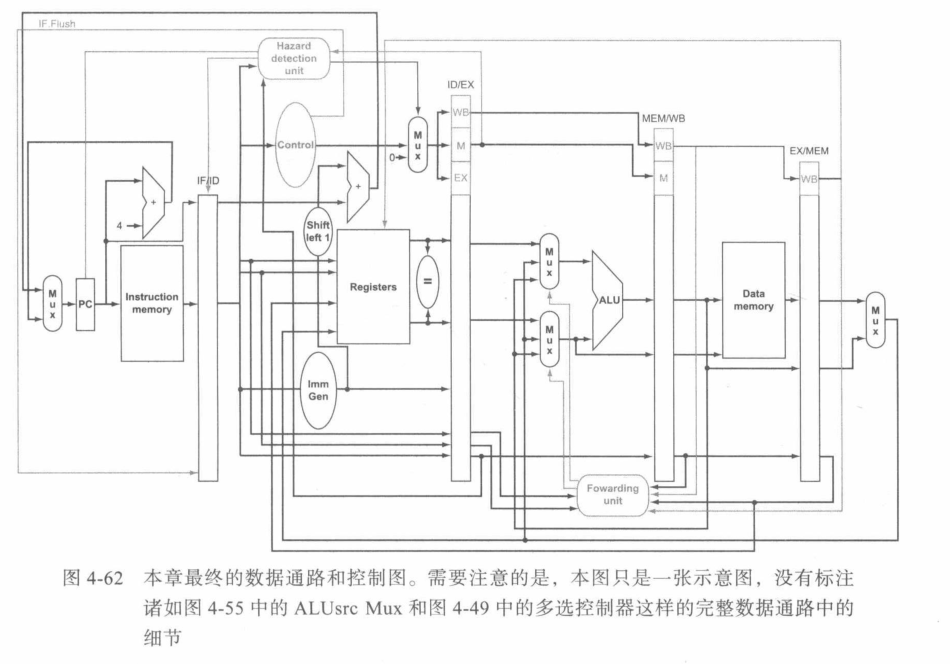 IF.Flush
Hazard
detection
unit
ID/EX
WB
MEM/WB
Control
M
u
x
M
WB
EX/MEM
0
IF/ID
EX
M
WB
+
+
4
Shift
left 1
M
u
x
PC
Instruction
memory
Registers
=
M
u
x
ALU
Data
memory
M
u
x
M
u
x
Imm
Gen
Fowarding
unit
图 4-62 本章最终的数据通路和控制图。需要注意的是，本图只是一张示意图，没有标注
诸如图 4-55 中的 ALUsrc Mux 和图 4-49 中的多选控制器这样的完整数据通路中的
细节